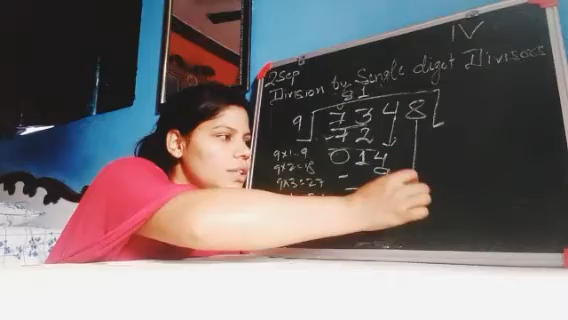 IV
2 Sep
Division by Single digit Divisors
81
9 7348
72
014
9
9x1=9
9x2=18
9x3=27